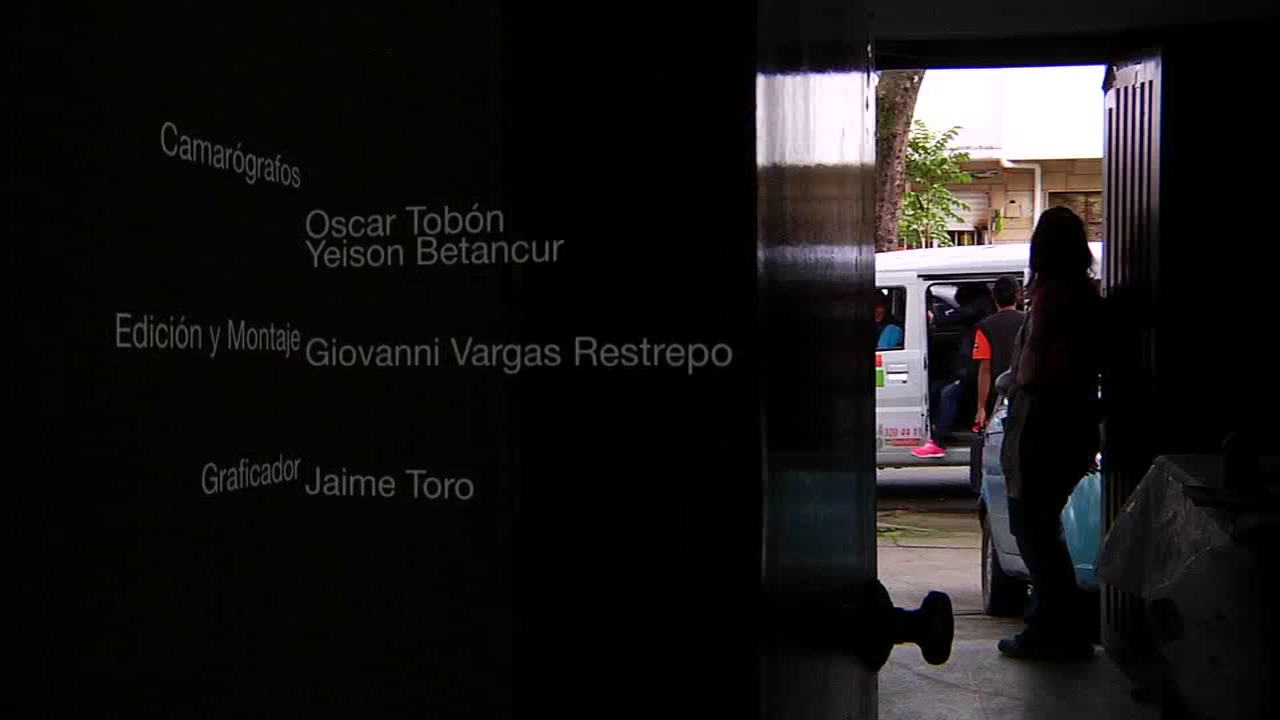 Camarógrafos
Oscar Tobón
Yeison Betancur
Edición y Montaje Giovanni Vargas Restrepo
Graficador Jaime Toro